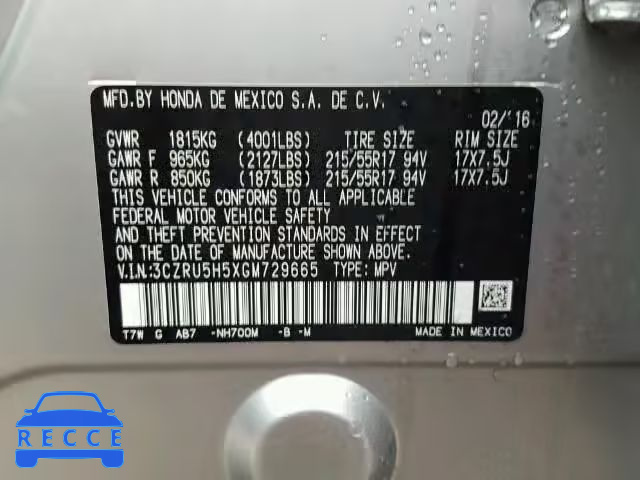 MFD.BY HONDA DE MEXICO S.A. DE C.V.
02/'16
GVWR 1815KG (4001LBS) TIRE SIZE RIM SIZE
GAWR F 965KG (2127LBS) 215/55R17 94V 17X7.5J
GAWR R 850KG (1873LBS) 215/55R17 94V 17X7.5J
THIS VEHICLE CONFORMS TO ALL APPLICABLE
FEDERAL MOTOR VEHICLE SAFETY
AND THEFT PREVENTION STANDARDS IN EFFECT
ON THE DATE OF MANUFACTURE SHOWN ABOVE.
V.I.N:3CZRU5H5XGM729665 TYPE: MPV
T7W G AB7 -NH700M -B -M MADE IN MEXICO
RECCE